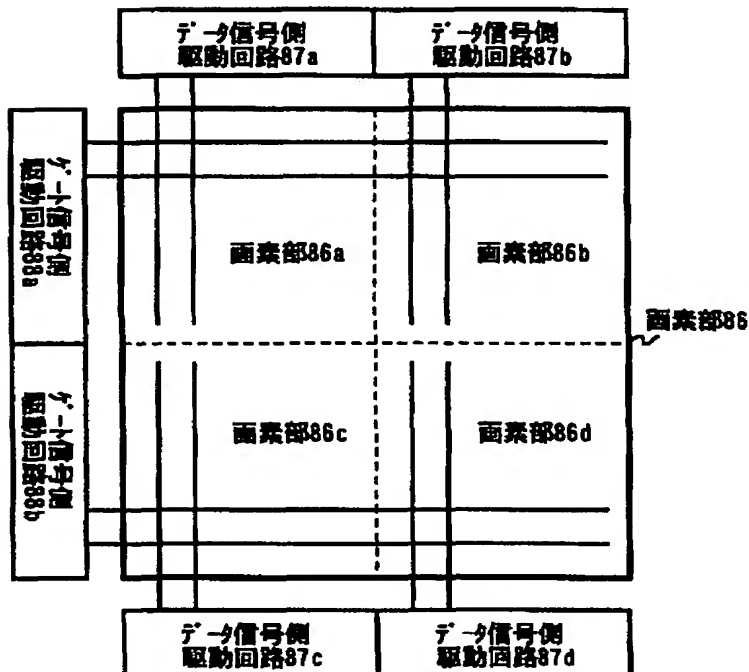 データ信号側
駆動回路87a
データ信号側
駆動回路87b
ゲート信号側
駆動回路88a
画素部86a
画素部86b
画素部86
ゲート信号側
駆動回路88b
画素部86c
画素部86d
データ信号側
駆動回路87c
データ信号側
駆動回路87d